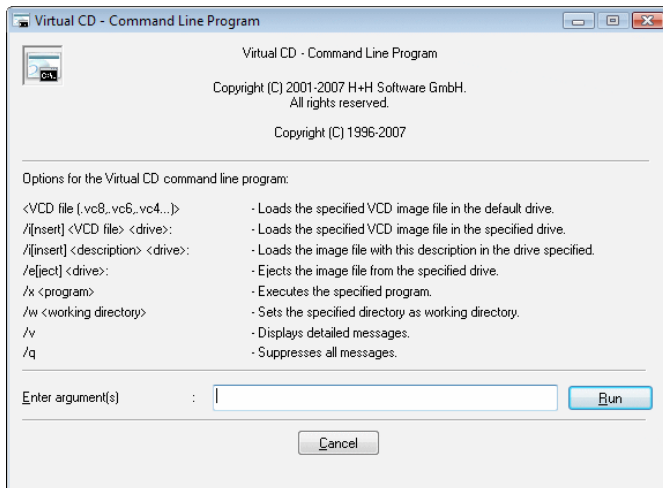 Virtual CD - Command Line Program
Virtual CD - Command Line Program
Copyright (C) 2001-2007 H+H Software GmbH.
All rights reserved.
Copyright (C) 1996-2007
Options for the Virtual CD command line program:
<VCD file (.vc8,.vc6,.vc4...)> - Loads the specified VCD image file in the default drive.
/i[nsert] <VCD file> <drive>: - Loads the specified VCD image file in the specified drive.
/i[insert] <description> <drive>: - Loads the image file with this description in the drive specified.
/e[ject] <drive>: - Ejects the image file from the specified drive.
/x <program> - Executes the specified program.
/w <working directory> - Sets the specified directory as working directory.
/v - Displays detailed messages.
/q - Suppresses all messages.
Enter argument(s) : Run
Cancel